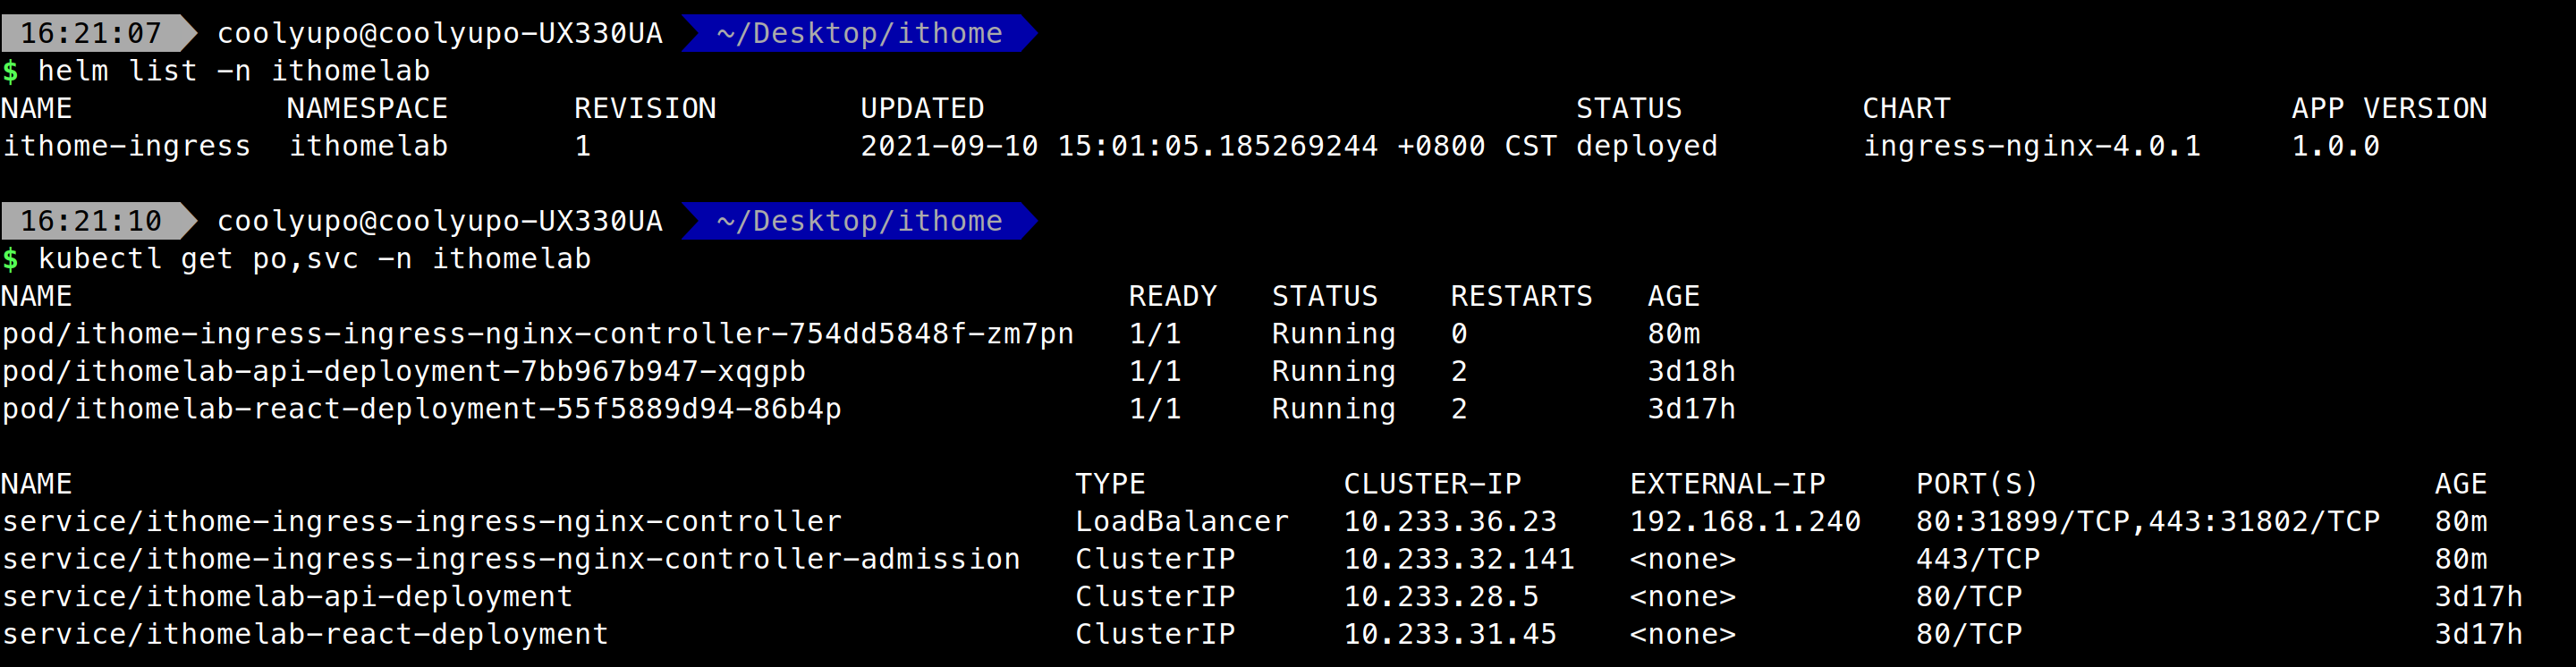 16:21:07 coolyupo@coolyupo-UX330UA ~/Desktop/ithome
$ helm list -n ithomelab
NAME NAMESPACE REVISION UPDATED STATUS CHART APP VERSION
ithome-ingress ithomelab 1 2021-09-10 15:01:05.185269244 +0800 CST deployed ingress-nginx-4.0.1 1.0.0
16:21:10 coolyupo@coolyupo-UX330UA ~/Desktop/ithome
$ kubectl get po,svc -n ithomelab
NAME READY STATUS RESTARTS AGE
pod/ithome-ingress-ingress-nginx-controller-754dd5848f-zm7pn 1/1 Running 0 80m
pod/ithomelab-api-deployment-7bb967b947-xqgpb 1/1 Running 2 3d18h
pod/ithomelab-react-deployment-55f5889d94-86b4p 1/1 Running 2 3d17h
NAME TYPE CLUSTER-IP EXTERNAL-IP PORT(S) AGE
service/ithome-ingress-ingress-nginx-controller LoadBalancer 10.233.36.23 192.168.1.240 80:31899/TCP,443:31802/TCP 80m
service/ithome-ingress-ingress-nginx-controller-admission ClusterIP 10.233.32.141 <none> 443/TCP 80m
service/ithomelab-api-deployment ClusterIP 10.233.28.5 <none> 80/TCP 3d17h
service/ithomelab-react-deployment ClusterIP 10.233.31.45 <none> 80/TCP 3d17h